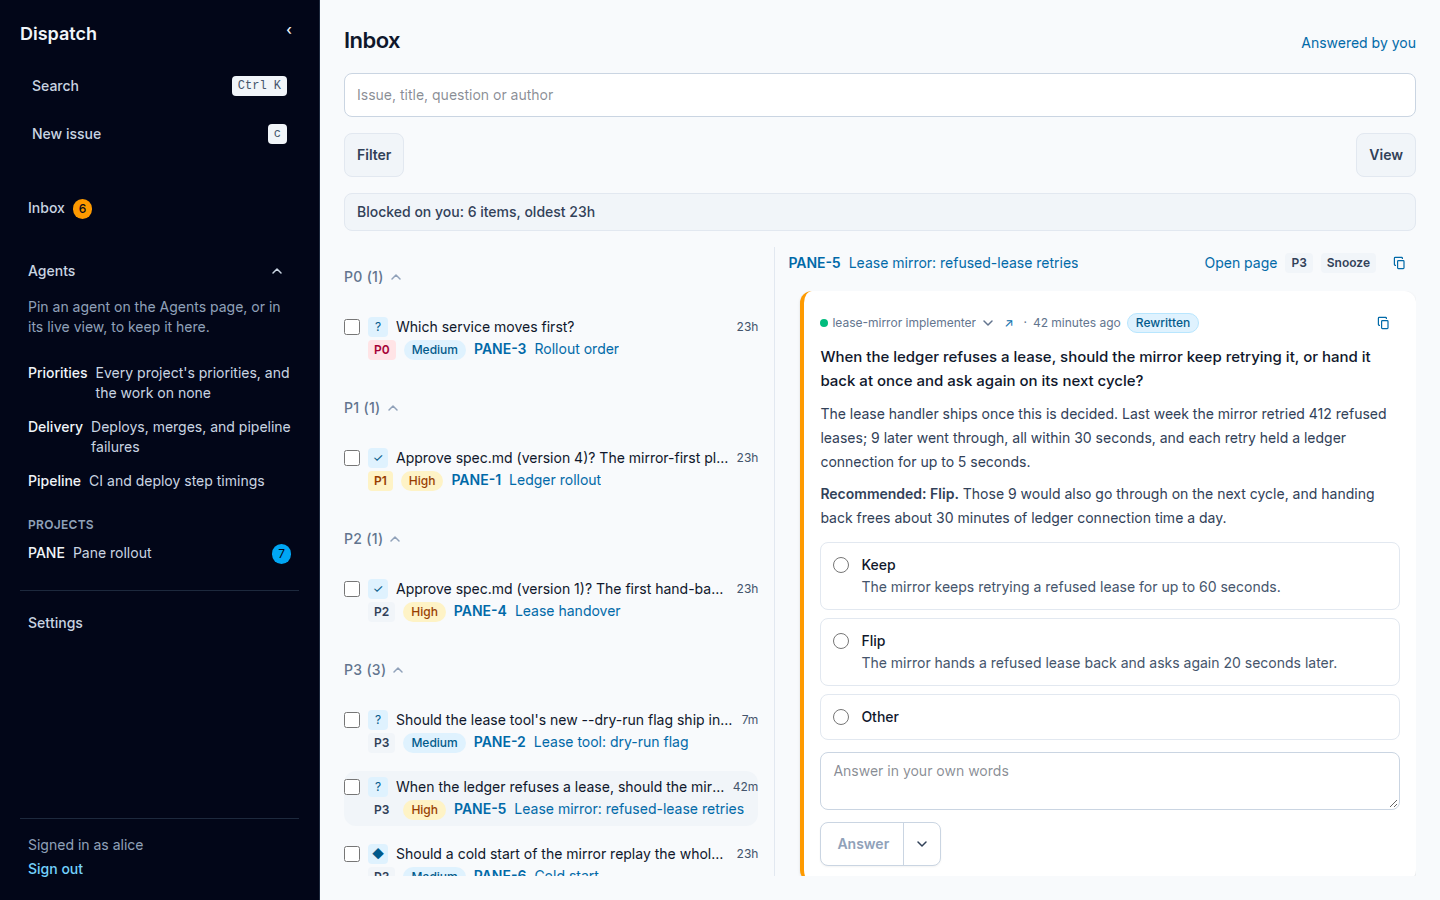 Dispatch
Search Ctrl K
New issue C
Inbox 6
Agents
Pin an agent on the Agents page, or in
its live view, to keep it here.
Priorities Every project's priorities, and
the work on none
Delivery Deploys, merges, and pipeline
failures
Pipeline CI and deploy step timings
PROJECTS
PANE Pane rollout 7
Settings
Signed in as alice
Sign out
Inbox
Answered by you
Issue, title, question or author
Filter
View
Blocked on you: 6 items, oldest 23h
P0 (1)
? Which service moves first? 23h
P0 Medium PANE-3 Rollout order
P1 (1)
Approve spec.md (version 4)? The mirror-first pl... 23h
P1 High PANE-1 Ledger rollout
P2 (1)
Approve spec.md (version 1)? The first hand-ba... 23h
P2 High PANE-4 Lease handover
P3 (3)
? Should the lease tool's new --dry-run flag ship in... 7m
P3 Medium PANE-2 Lease tool: dry-run flag
? When the ledger refuses a lease, should the mir... 42m
P3 High PANE-5 Lease mirror: refused-lease retries
Should a cold start of the mirror replay the whol... 23h
P3 Medium PANE-6 Cold start
PANE-5 Lease mirror: refused-lease retries
Open page P3 Snooze
lease-mirror implementer · 42 minutes ago Rewritten
When the ledger refuses a lease, should the mirror keep retrying it, or hand it
back at once and ask again on its next cycle?
The lease handler ships once this is decided. Last week the mirror retried 412 refused
leases; 9 later went through, all within 30 seconds, and each retry held a ledger
connection for up to 5 seconds.
Recommended: Flip. Those 9 would also go through on the next cycle, and handing
back frees about 30 minutes of ledger connection time a day.
Keep
The mirror keeps retrying a refused lease for up to 60 seconds.
Flip
The mirror hands a refused lease back and asks again 20 seconds later.
Other
Answer in your own words
Answer